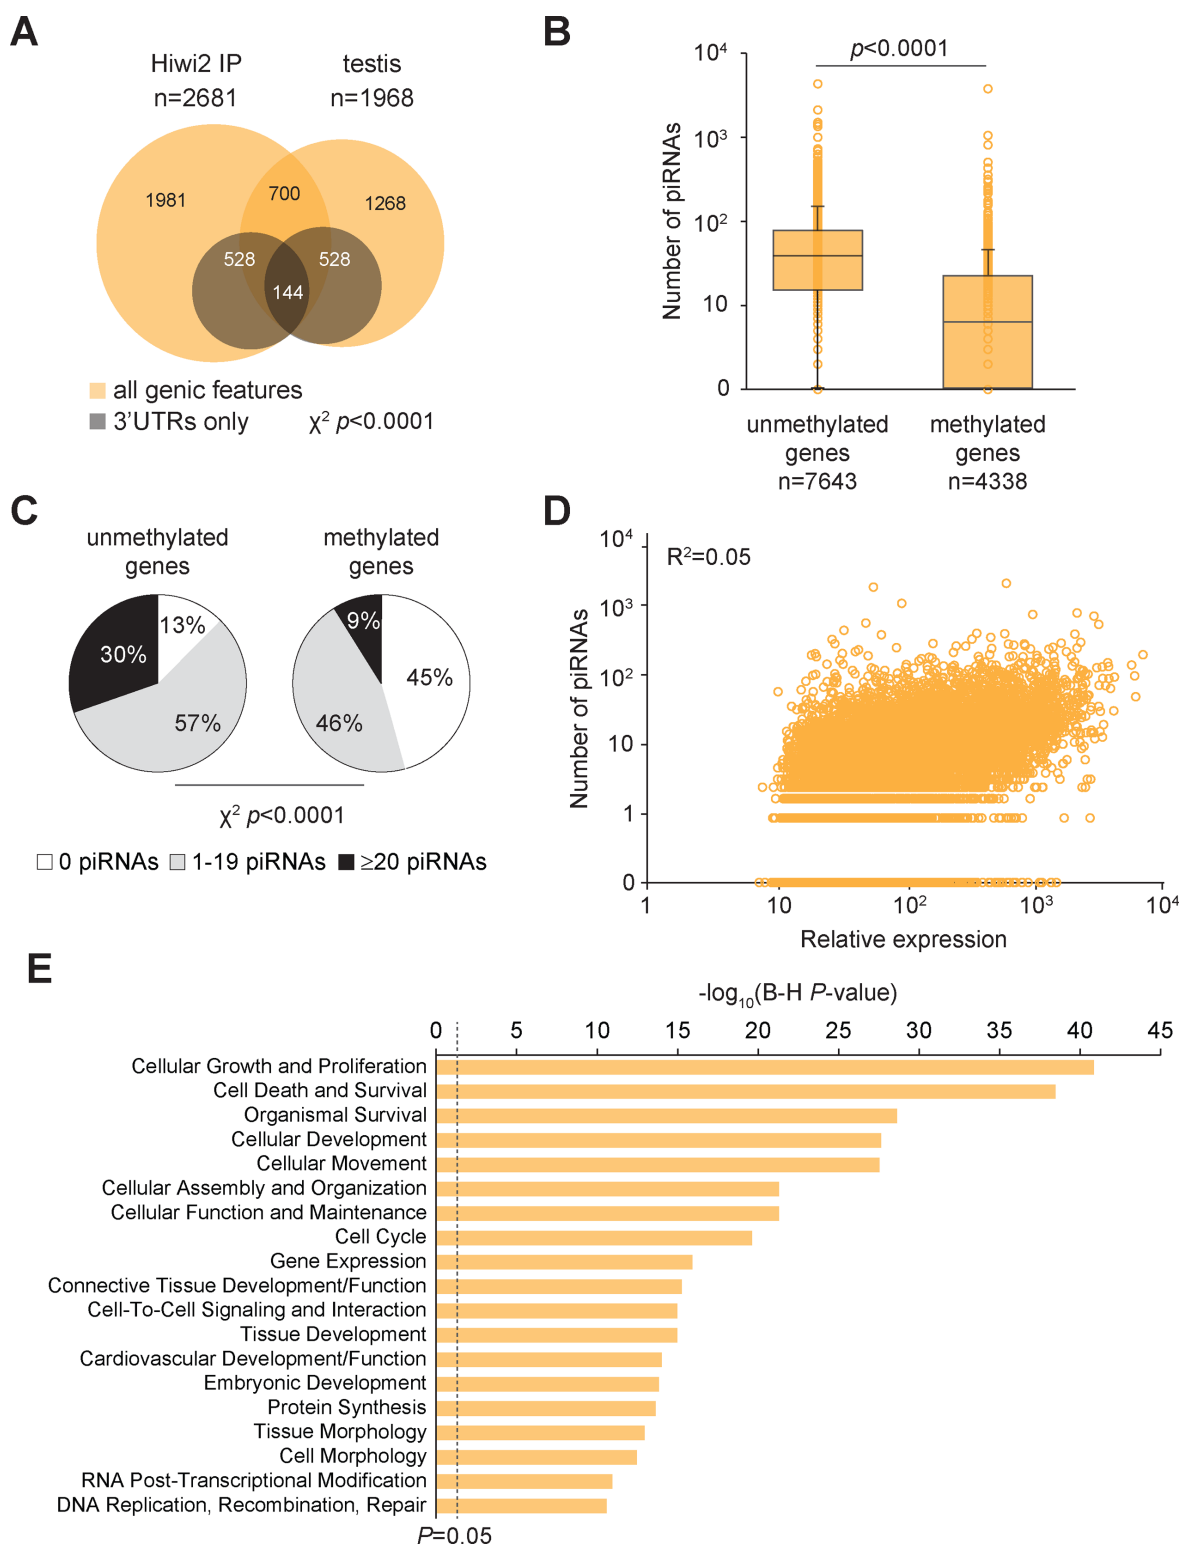 A
Hiwi2 IP
n=2681
testis
n=1968
1981
700
1268
528
528
144
all genic features
3’UTRs only
χ² p<0.0001
B
p<0.0001
Number of piRNAs
10⁴
10³
10²
10
0
unmethylated
genes
n=7643
methylated
genes
n=4338
C
unmethylated
genes
methylated
genes
13%
30%
57%
9%
45%
46%
χ² p<0.0001
0 piRNAs
1-19 piRNAs
≥20 piRNAs
D
R²=0.05
Number of piRNAs
10⁴
10³
10²
10
1
0
1
10
10²
10³
10⁴
Relative expression
E
-log₁₀(B-H P-value)
0 5 10 15 20 25 30 35 40 45
Cellular Growth and Proliferation
Cell Death and Survival
Organismal Survival
Cellular Development
Cellular Movement
Cellular Assembly and Organization
Cellular Function and Maintenance
Cell Cycle
Gene Expression
Connective Tissue Development/Function
Cell-To-Cell Signaling and Interaction
Tissue Development
Cardiovascular Development/Function
Embryonic Development
Protein Synthesis
Tissue Morphology
Cell Morphology
RNA Post-Transcriptional Modification
DNA Replication, Recombination, Repair
P=0.05